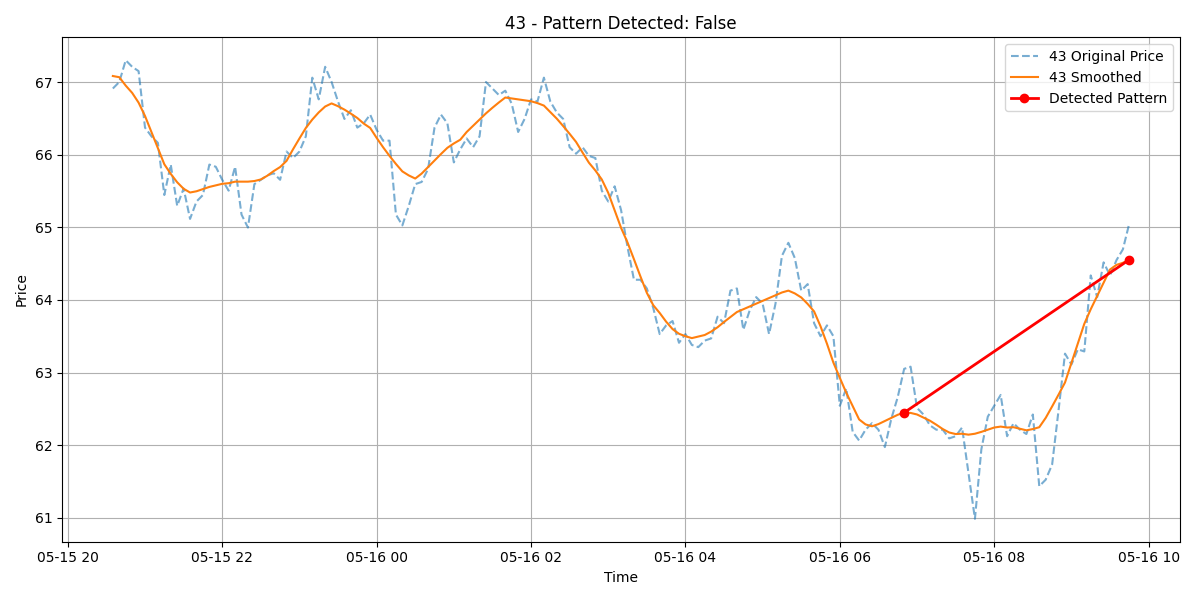 43 - Pattern Detected: False
43 Original Price
43 Smoothed
Detected Pattern
Price
67
66
65
64
63
62
61
05-15 20
05-15 22
05-16 00
05-16 02
05-16 04
05-16 06
05-16 08
05-16 10
Time